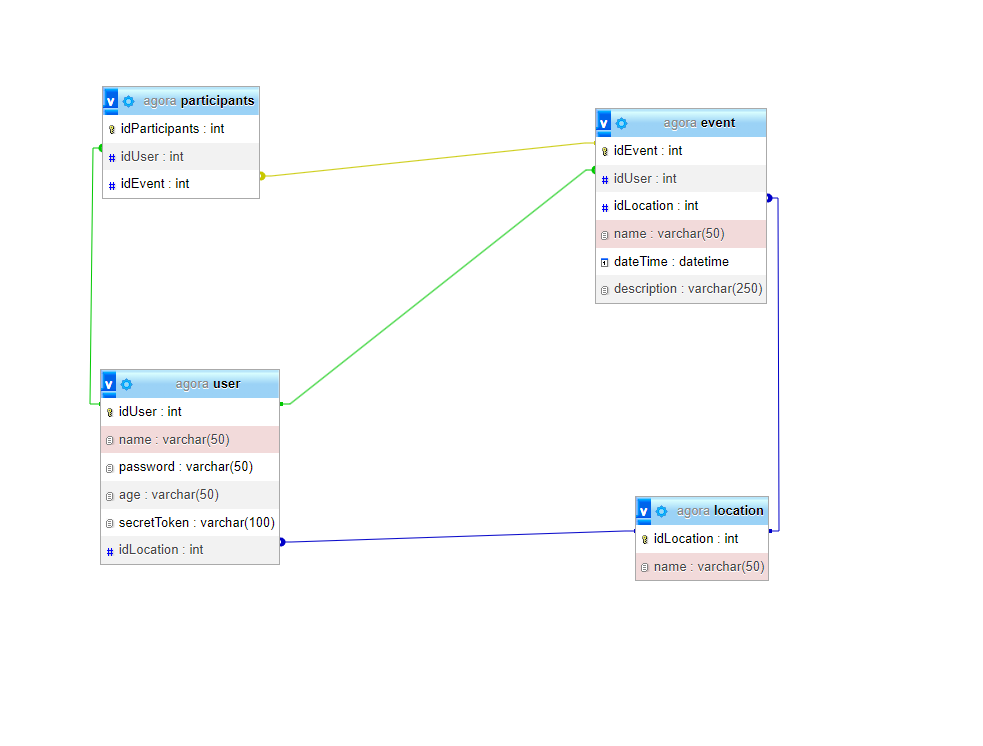 v agora participants
idParticipants : int
# idUser : int
# idEvent : int
v agora event
idEvent : int
# idUser : int
# idLocation : int
name : varchar(50)
dateTime : datetime
description : varchar(250)
v agora user
idUser : int
name : varchar(50)
password : varchar(50)
age : varchar(50)
secretToken : varchar(100)
# idLocation : int
v agora location
idLocation : int
name : varchar(50)